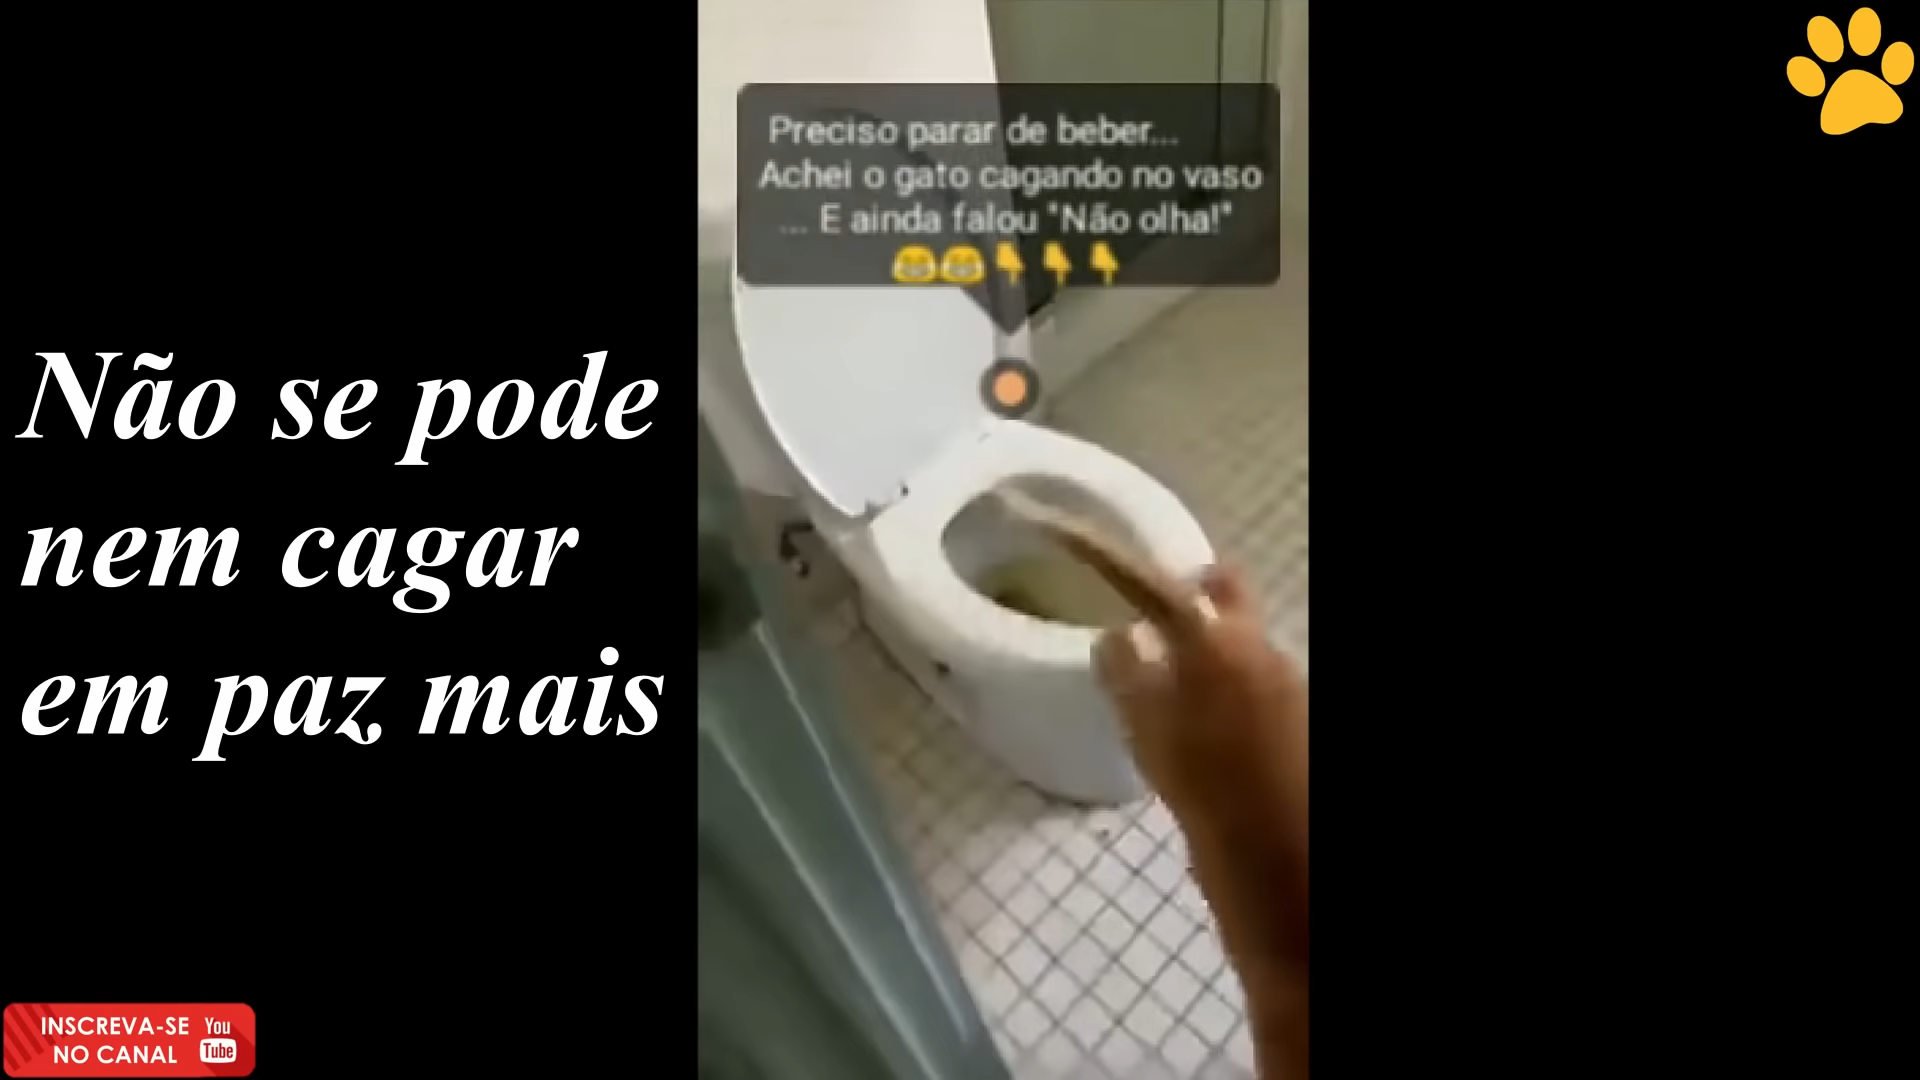 Preciso parar de beber...
Achei o gato cagando no vaso
... E ainda falou "Não olha!"
😂😂👇👇👇
Não se pode
nem cagar
em paz mais
INSCREVA-SE
NO CANAL
You
Tube